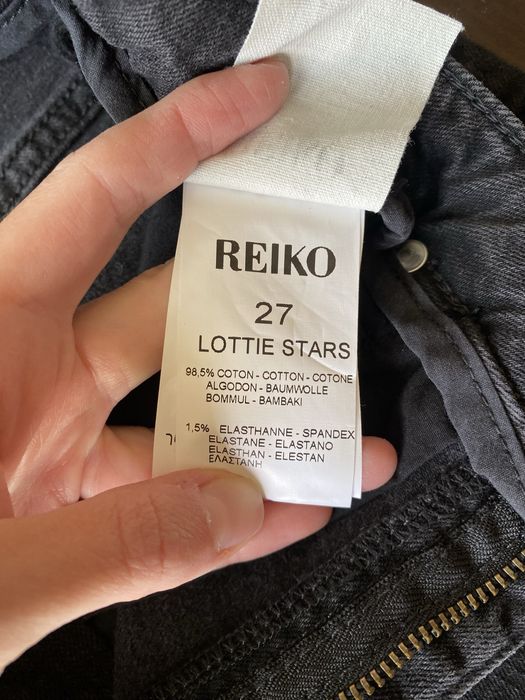 REIKO
27
LOTTIE STARS
98,5% COTON - COTTON - COTONE
ALGODON - BAUMWOLLE
BOMMUL - BAMBAKI
1,5% ELASTHANNE - SPANDEX
ELASTANE - ELASTANO
ELASTHAN - ELESTAN
ΕΛΑΣΤΑΝΗ